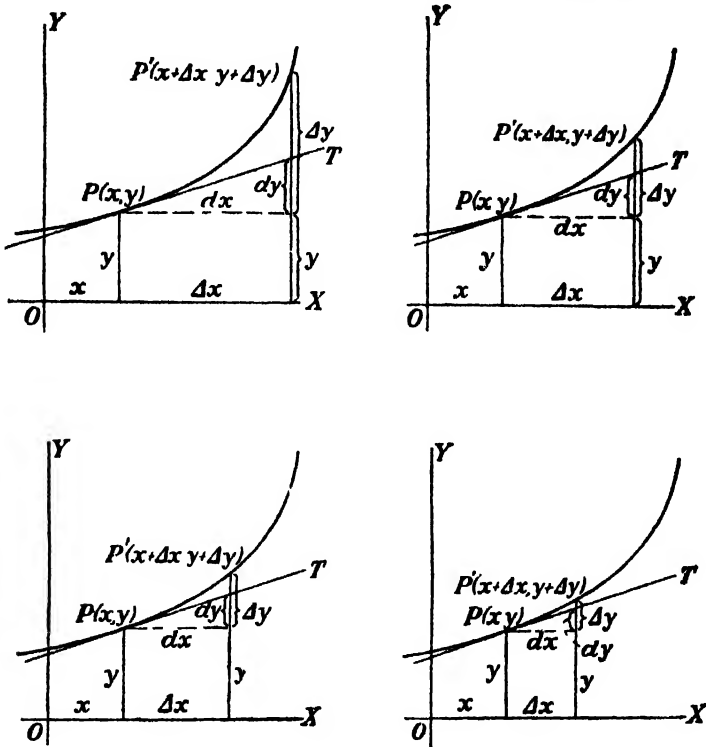 Y
P'(x+Δx y+Δy)
Δy
T
P(x,y)
dy
dx
y
y
x
Δx
X
O
Y
P'(x+Δx, y+Δy)
T
dy
Δy
P(x y)
dx
y
y
x
Δx
X
O
Y
P'(x+Δx y+Δy)
T
P(x,y)
dy
Δy
dx
y
y
x
Δx
X
O
Y
P'(x+Δx, y+Δy)
T
P(x y)
Δy
dx
dy
y
y
x
Δx
X
O